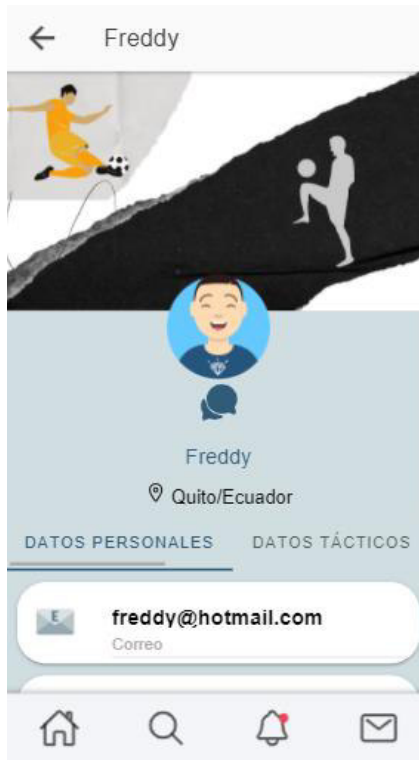 Freddy
Freddy
Quito/Ecuador
DATOS PERSONALES DATOS TÁCTICOS
E
freddy@hotmail.com
Correo